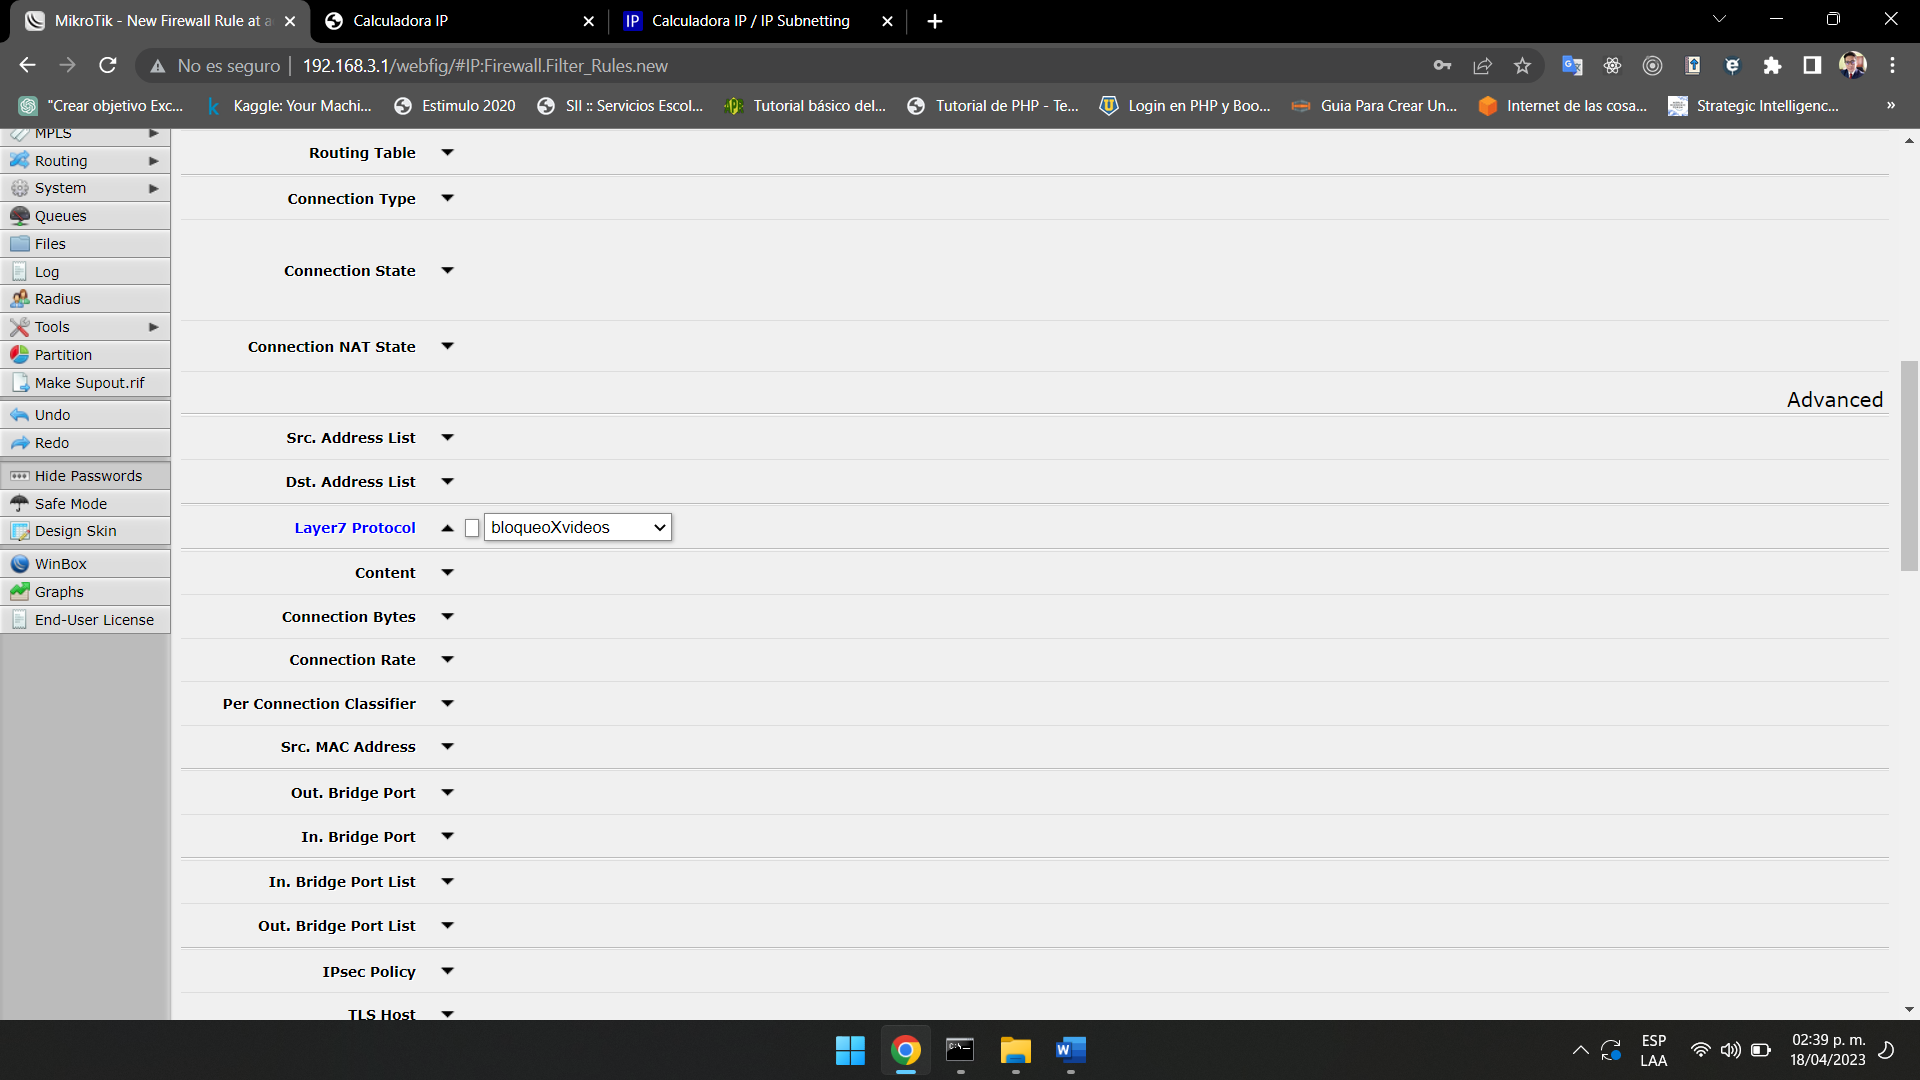 MikroTik - New Firewall Rule at a
Calculadora IP
IP Calculadora IP / IP Subnetting
No es seguro | 192.168.3.1/webfig/#IP:Firewall.Filter_Rules.new
"Crear objetivo Exc...
Kaggle: Your Machi...
Estimulo 2020
SII :: Servicios Escol...
Tutorial básico del...
Tutorial de PHP - Te...
Login en PHP y Boo...
Guia Para Crear Un...
Internet de las cosa...
Strategic Intelligenc...
»
MPLS
Routing
System
Queues
Files
Log
Radius
Tools
Partition
Make Supout.rif
Undo
Redo
Hide Passwords
Safe Mode
Design Skin
WinBox
Graphs
End-User License
Routing Table
Connection Type
Connection State
Connection NAT State
Advanced
Src. Address List
Dst. Address List
Layer7 Protocol bloqueoXvideos
Content
Connection Bytes
Connection Rate
Per Connection Classifier
Src. MAC Address
Out. Bridge Port
In. Bridge Port
In. Bridge Port List
Out. Bridge Port List
IPsec Policy
TLS Host
ESP
LAA
02:39 p. m.
18/04/2023